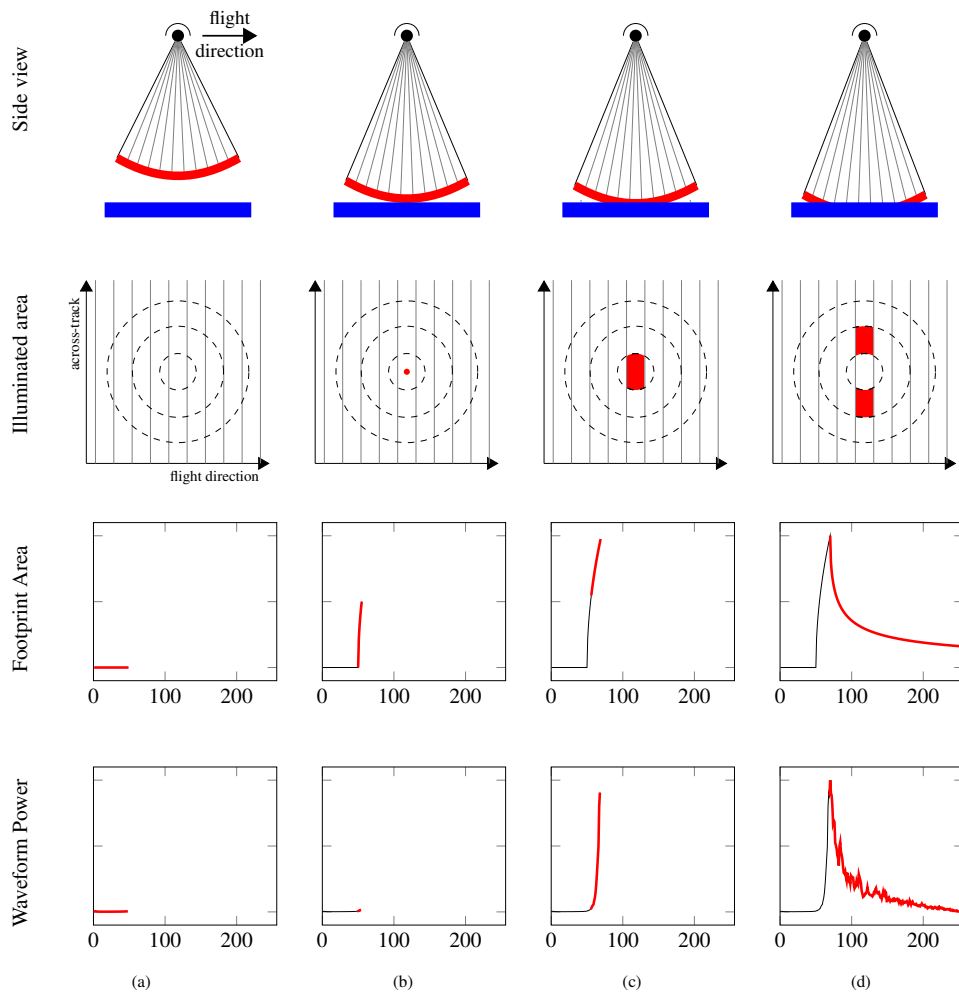 flight
direction
Side view
Illuminated area
across-track
flight direction
Footprint Area
0 100 200
0 100 200
0 100 200
0 100 200
Waveform Power
0 100 200
0 100 200
0 100 200
0 100 200
(a)
(b)
(c)
(d)